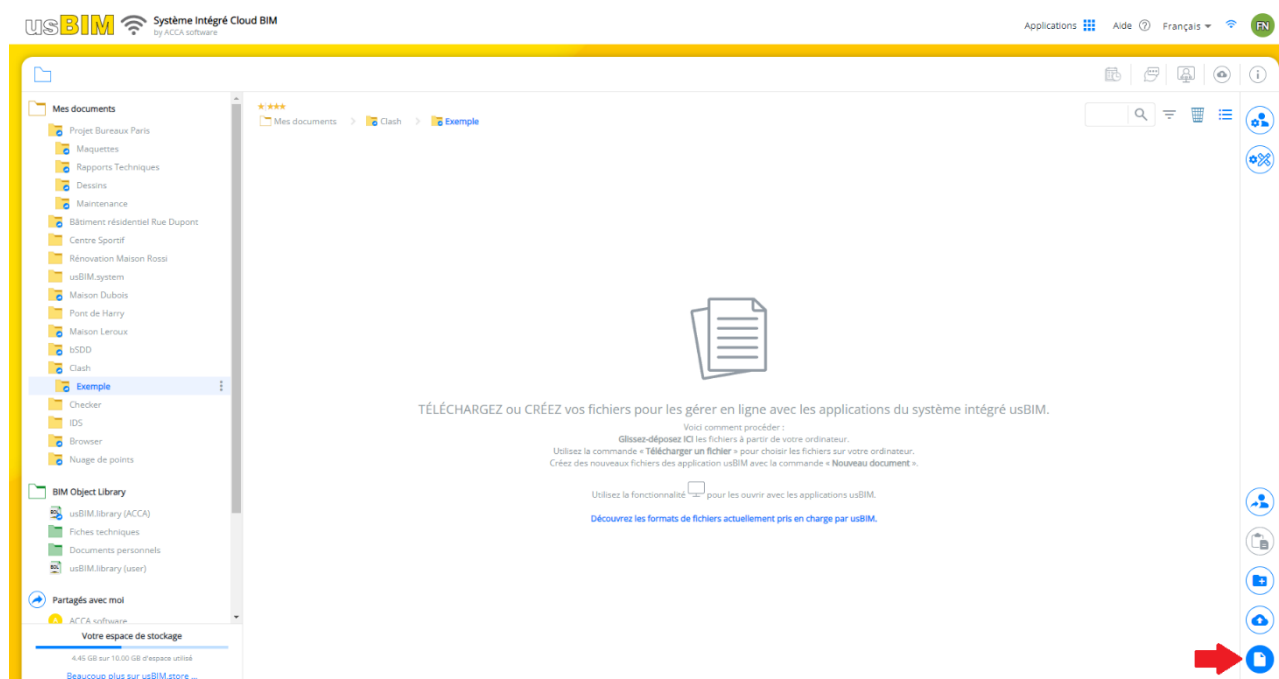 usBIM
Système Intégré Cloud BIM
by ACCA software
Applications
Aide
Français
FN
Mes documents
Projet Bureaux Paris
Maquettes
Rapports Techniques
Dessins
Maintenance
Bâtiment résidentiel Rue Dupont
Centre Sportif
Rénovation Maison Rossi
usBIM.system
Maison Dubois
Pont de Harry
Maison Leroux
bSDD
Clash
Exemple
Checker
IDS
Browser
Nuage de points
BIM Object Library
usBIM.library (ACCA)
Fiches techniques
Documents personnels
usBIM.library (user)
Partagés avec moi
A ACCA software
Votre espace de stockage
4.45 GB sur 10.00 GB d'espace utilisé
Beaucoup plus sur usBIM.store ...
Mes documents > Clash > Exemple
TÉLÉCHARGEZ ou CRÉEZ vos fichiers pour les gérer en ligne avec les applications du système intégré usBIM.
Voici comment procéder :
Glissez-déposez ICI les fichiers à partir de votre ordinateur.
Utilisez la commande « Télécharger un fichier » pour choisir les fichiers sur votre ordinateur.
Créez des nouveaux fichiers des application usBIM avec la commande « Nouveau document ».
Utilisez la fonctionnalité pour les ouvrir avec les applications usBIM.
Découvrez les formats de fichiers actuellement pris en charge par usBIM.